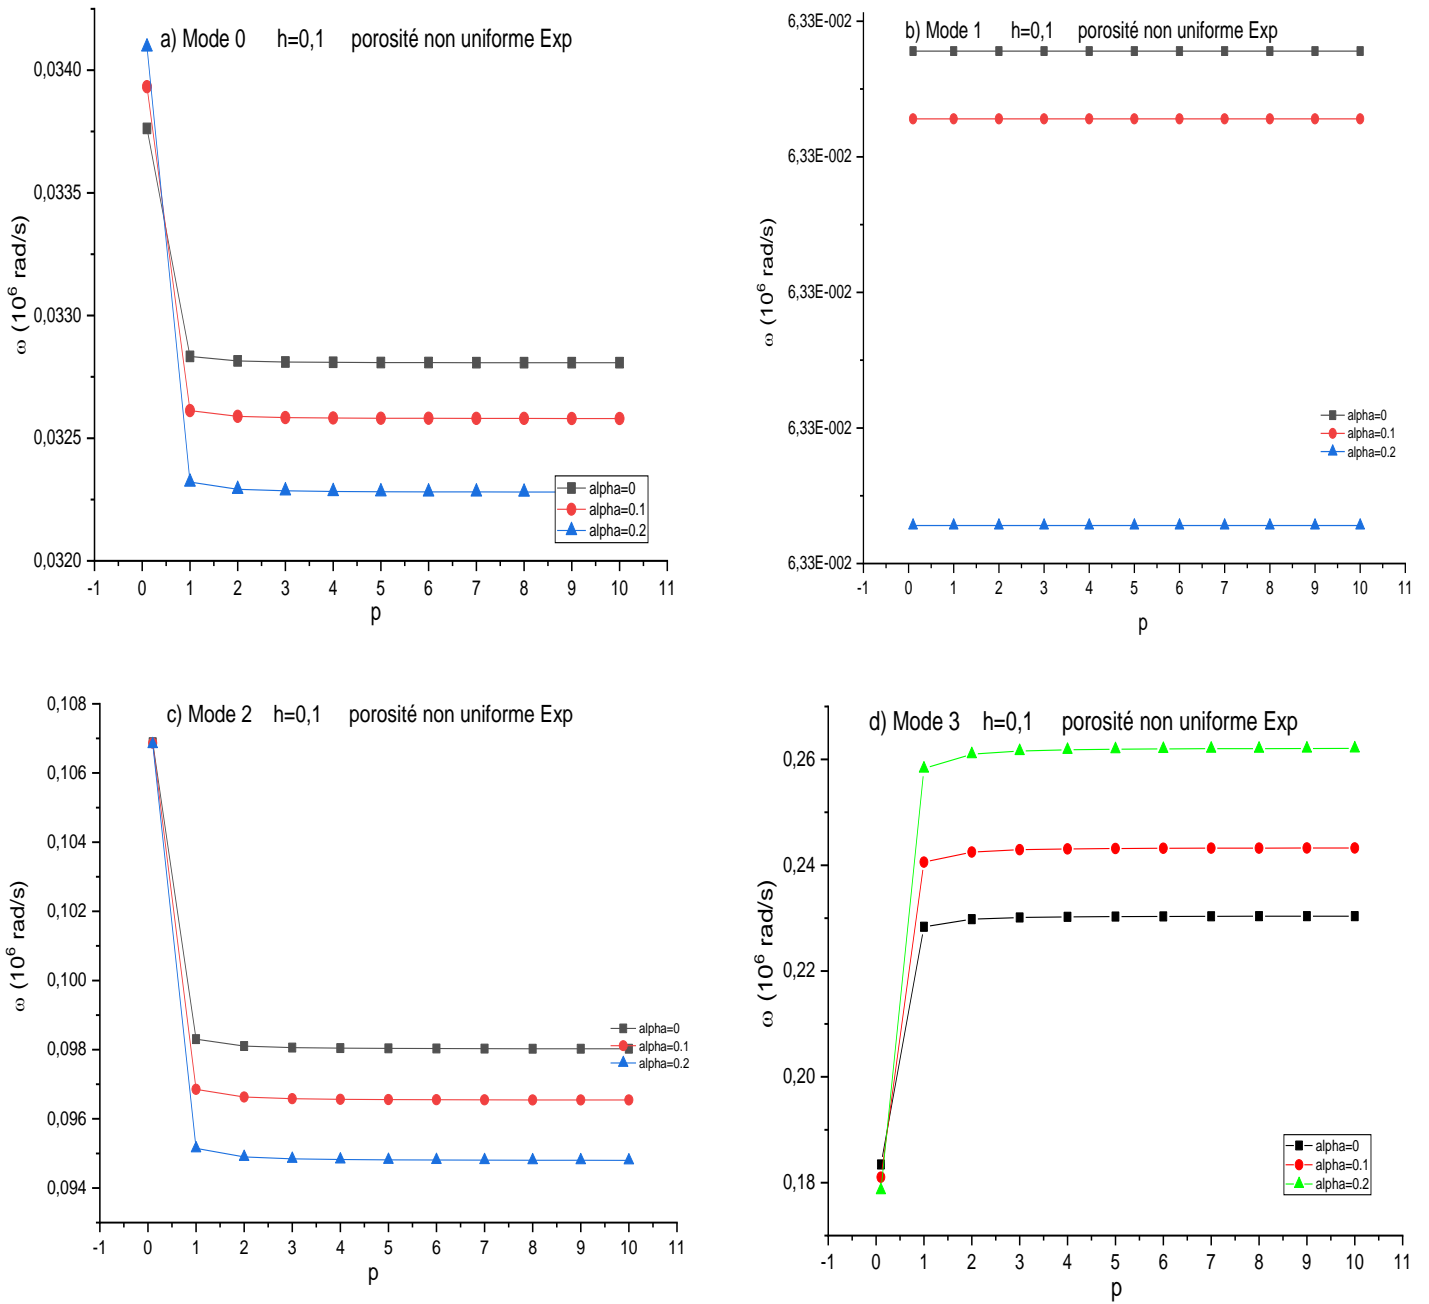 a) Mode 0 h=0,1 porosité non uniforme Exp
0,0340
0,0335
0,0330
0,0325
0,0320
ω (10⁶ rad/s)
alpha=0
alpha=0.1
alpha=0.2
-1 0 1 2 3 4 5 6 7 8 9 10 11
p
b) Mode 1 h=0,1 porosité non uniforme Exp
6,33E-002
6,33E-002
6,33E-002
6,33E-002
6,33E-002
ω (10⁶ rad/s)
alpha=0
alpha=0.1
alpha=0.2
-1 0 1 2 3 4 5 6 7 8 9 10 11
p
c) Mode 2 h=0,1 porosité non uniforme Exp
0,108
0,106
0,104
0,102
0,100
0,098
0,096
0,094
ω (10⁶ rad/s)
alpha=0
alpha=0.1
alpha=0.2
-1 0 1 2 3 4 5 6 7 8 9 10 11
p
d) Mode 3 h=0,1 porosité non uniforme Exp
0,26
0,24
0,22
0,20
0,18
ω (10⁶ rad/s)
alpha=0
alpha=0.1
alpha=0.2
-1 0 1 2 3 4 5 6 7 8 9 10 11
p